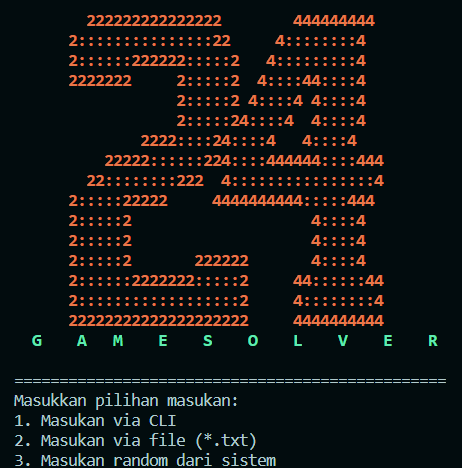 222222222222222 444444444
2:::::::::::::::22 4::::::::4
2::::::222222:::::2 4:::::::::4
2222222 2:::::2 4::::44::::4
2:::::2 4::::4 4::::4
2:::::24::::4 4::::4
2222::::24::::4 4::::4
22222::::::224::::444444::::444
22::::::::222 4::::::::::::::::4
2:::::22222 4444444444:::::444
2:::::2 4::::4
2:::::2 4::::4
2:::::2 222222 4::::4
2::::::2222222:::::2 44::::::44
2::::::::::::::::::2 4::::::::4
22222222222222222222 4444444444
G A M E S O L V E R
================================================
Masukkan pilihan masukan:
1. Masukan via CLI
2. Masukan via file (*.txt)
3. Masukan random dari sistem